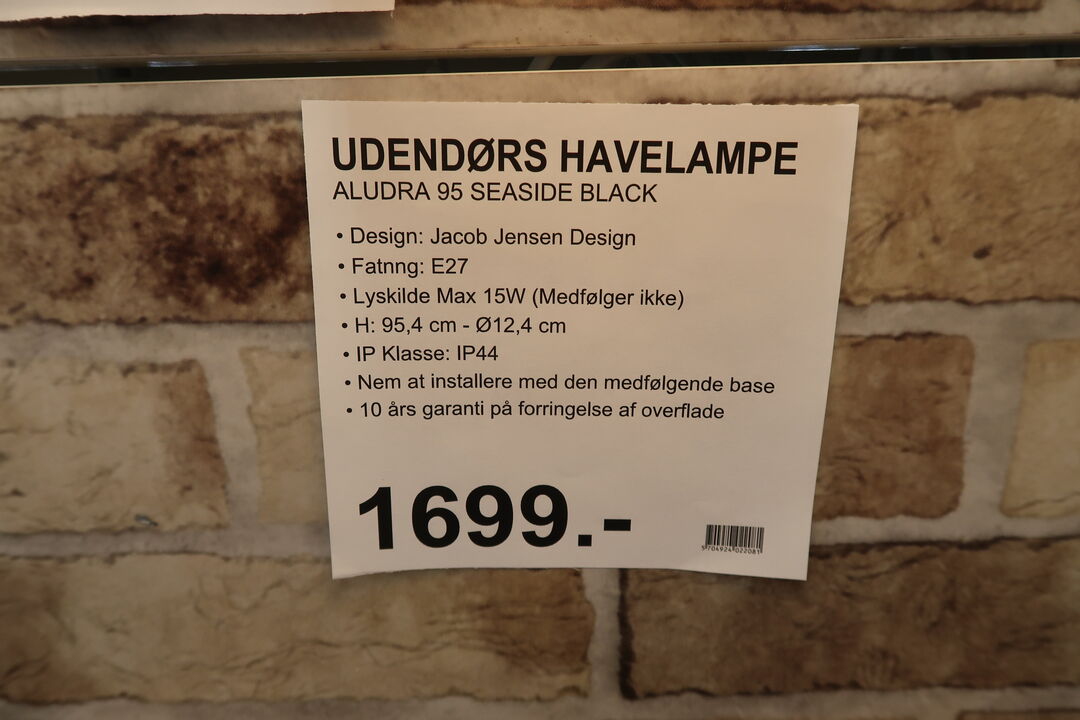 UDENDØRS HAVELAMPE
ALUDRA 95 SEASIDE BLACK
• Design: Jacob Jensen Design
• Fatnng: E27
• Lyskilde Max 15W (Medfølger ikke)
• H: 95,4 cm - Ø12,4 cm
• IP Klasse: IP44
• Nem at installere med den medfølgende base
• 10 års garanti på forringelse af overflade
1699.-
5704924022081